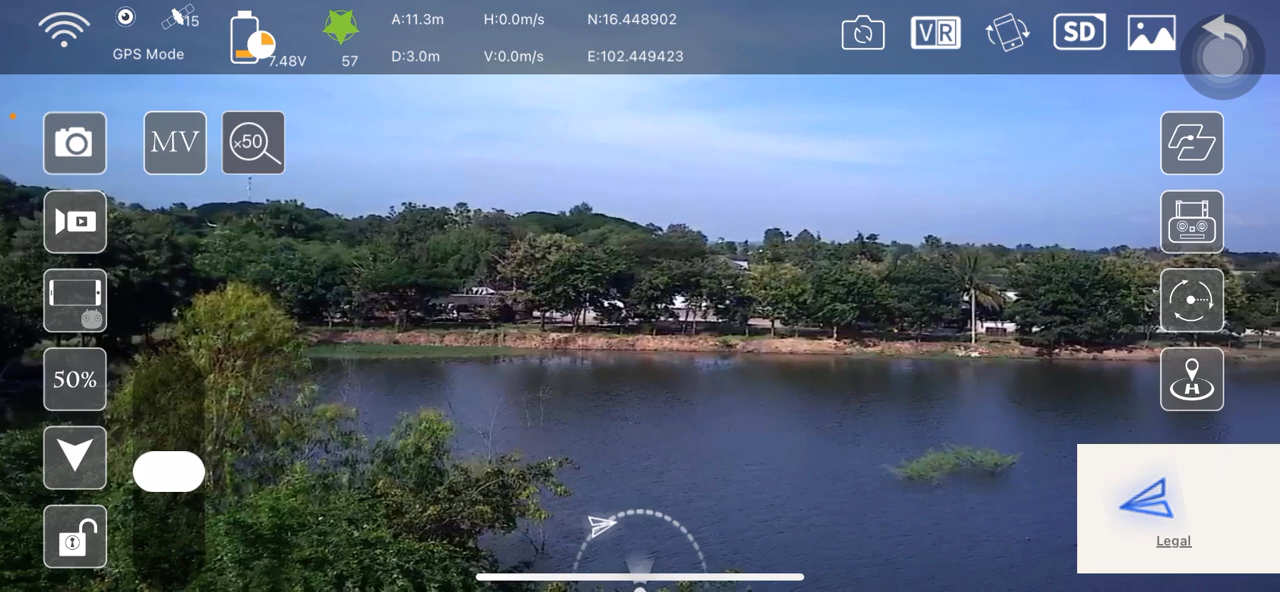 15
GPS Mode
7.48V
57
A:11.3m H:0.0m/s N:16.448902
D:3.0m V:0.0m/s E:102.449423
VR
SD
MV
×50
50%
H
Legal